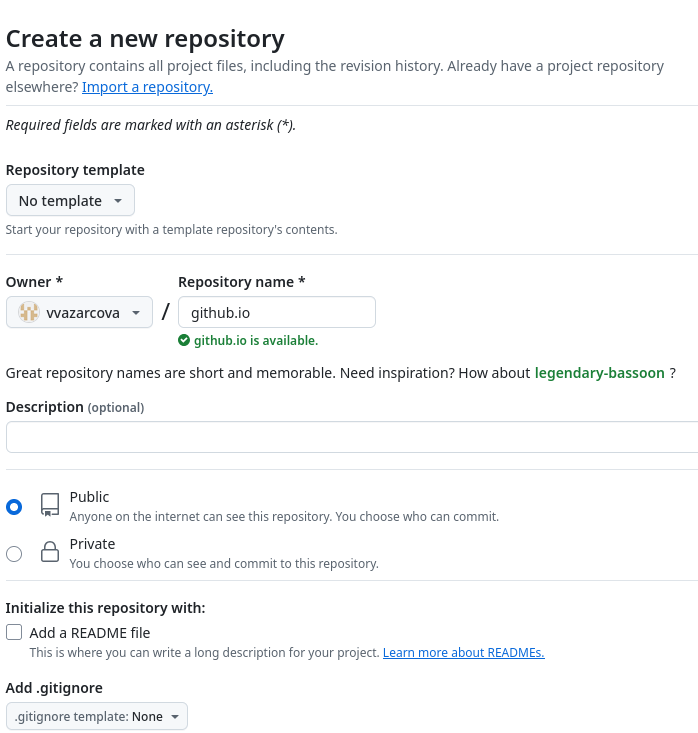 Create a new repository
A repository contains all project files, including the revision history. Already have a project repository
elsewhere? Import a repository.
Required fields are marked with an asterisk (*).
Repository template
No template
Start your repository with a template repository's contents.
Owner * Repository name *
vvazarcova / github.io
github.io is available.
Great repository names are short and memorable. Need inspiration? How about legendary-bassoon ?
Description (optional)
Public
Anyone on the internet can see this repository. You choose who can commit.
Private
You choose who can see and commit to this repository.
Initialize this repository with:
Add a README file
This is where you can write a long description for your project. Learn more about READMEs.
Add .gitignore
.gitignore template: None